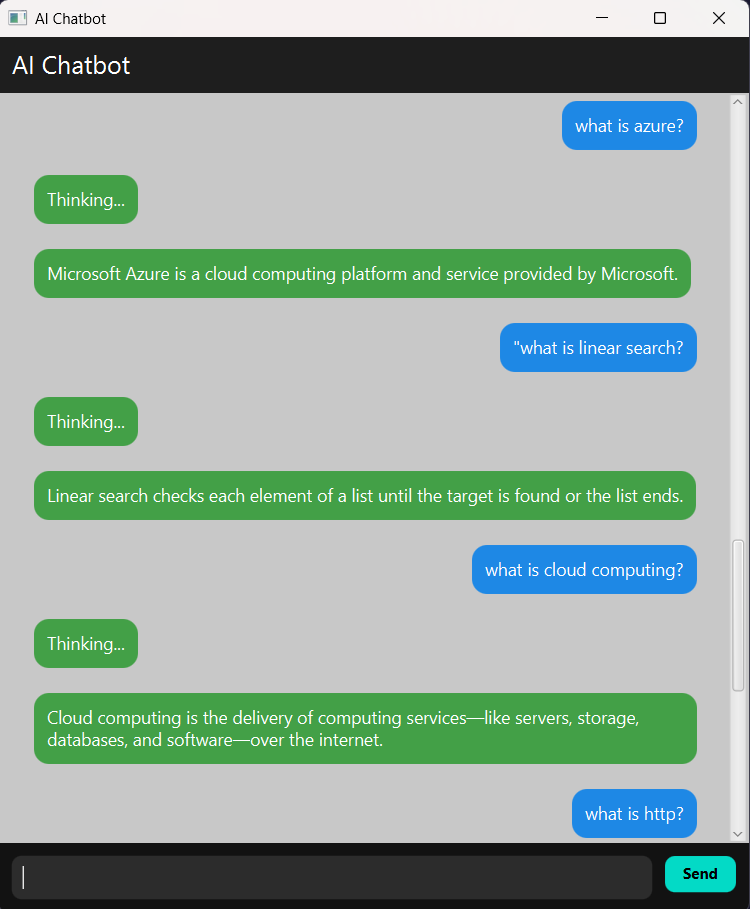 AI Chatbot
AI Chatbot
what is azure?
Thinking...
Microsoft Azure is a cloud computing platform and service provided by Microsoft.
"what is linear search?
Thinking...
Linear search checks each element of a list until the target is found or the list ends.
what is cloud computing?
Thinking...
Cloud computing is the delivery of computing services—like servers, storage,
databases, and software—over the internet.
what is http?
Send